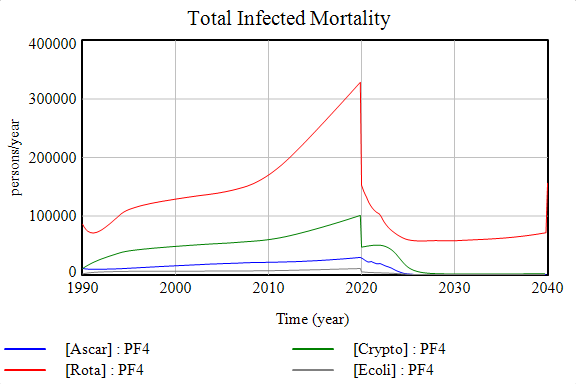 Total Infected Mortality
400000
300000
200000
100000
0
persons/year
1990 2000 2010 2020 2030 2040
Time (year)
[Ascar] : PF4 [Crypto] : PF4
[Rota] : PF4 [Ecoli] : PF4